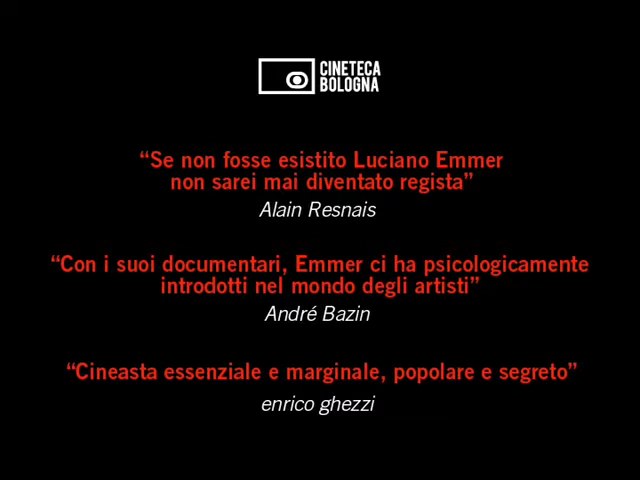 CINETECA
BOLOGNA
“Se non fosse esistito Luciano Emmer
non sarei mai diventato regista”
Alain Resnais
“Con i suoi documentari, Emmer ci ha psicologicamente
introdotti nel mondo degli artisti”
André Bazin
“Cineasta essenziale e marginale, popolare e segreto”
enrico ghezzi